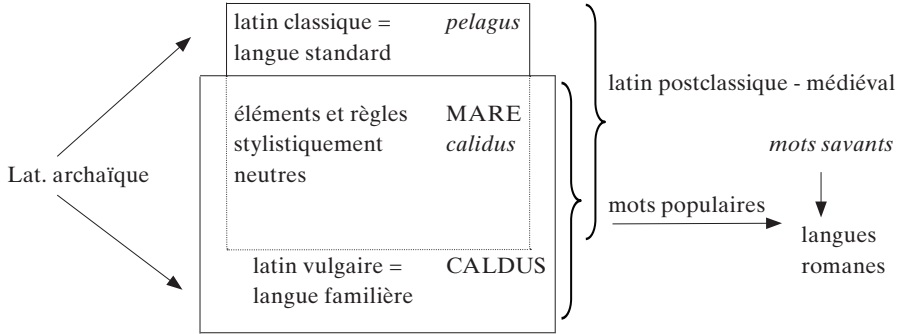 latin classique = pelagus
langue standard
latin postclassique - médiéval
éléments et règles MARE
stylistiquement calidus
neutres
mots savants
Lat. archaïque
mots populaires
langues
romanes
latin vulgaire = CALDUS
langue familière